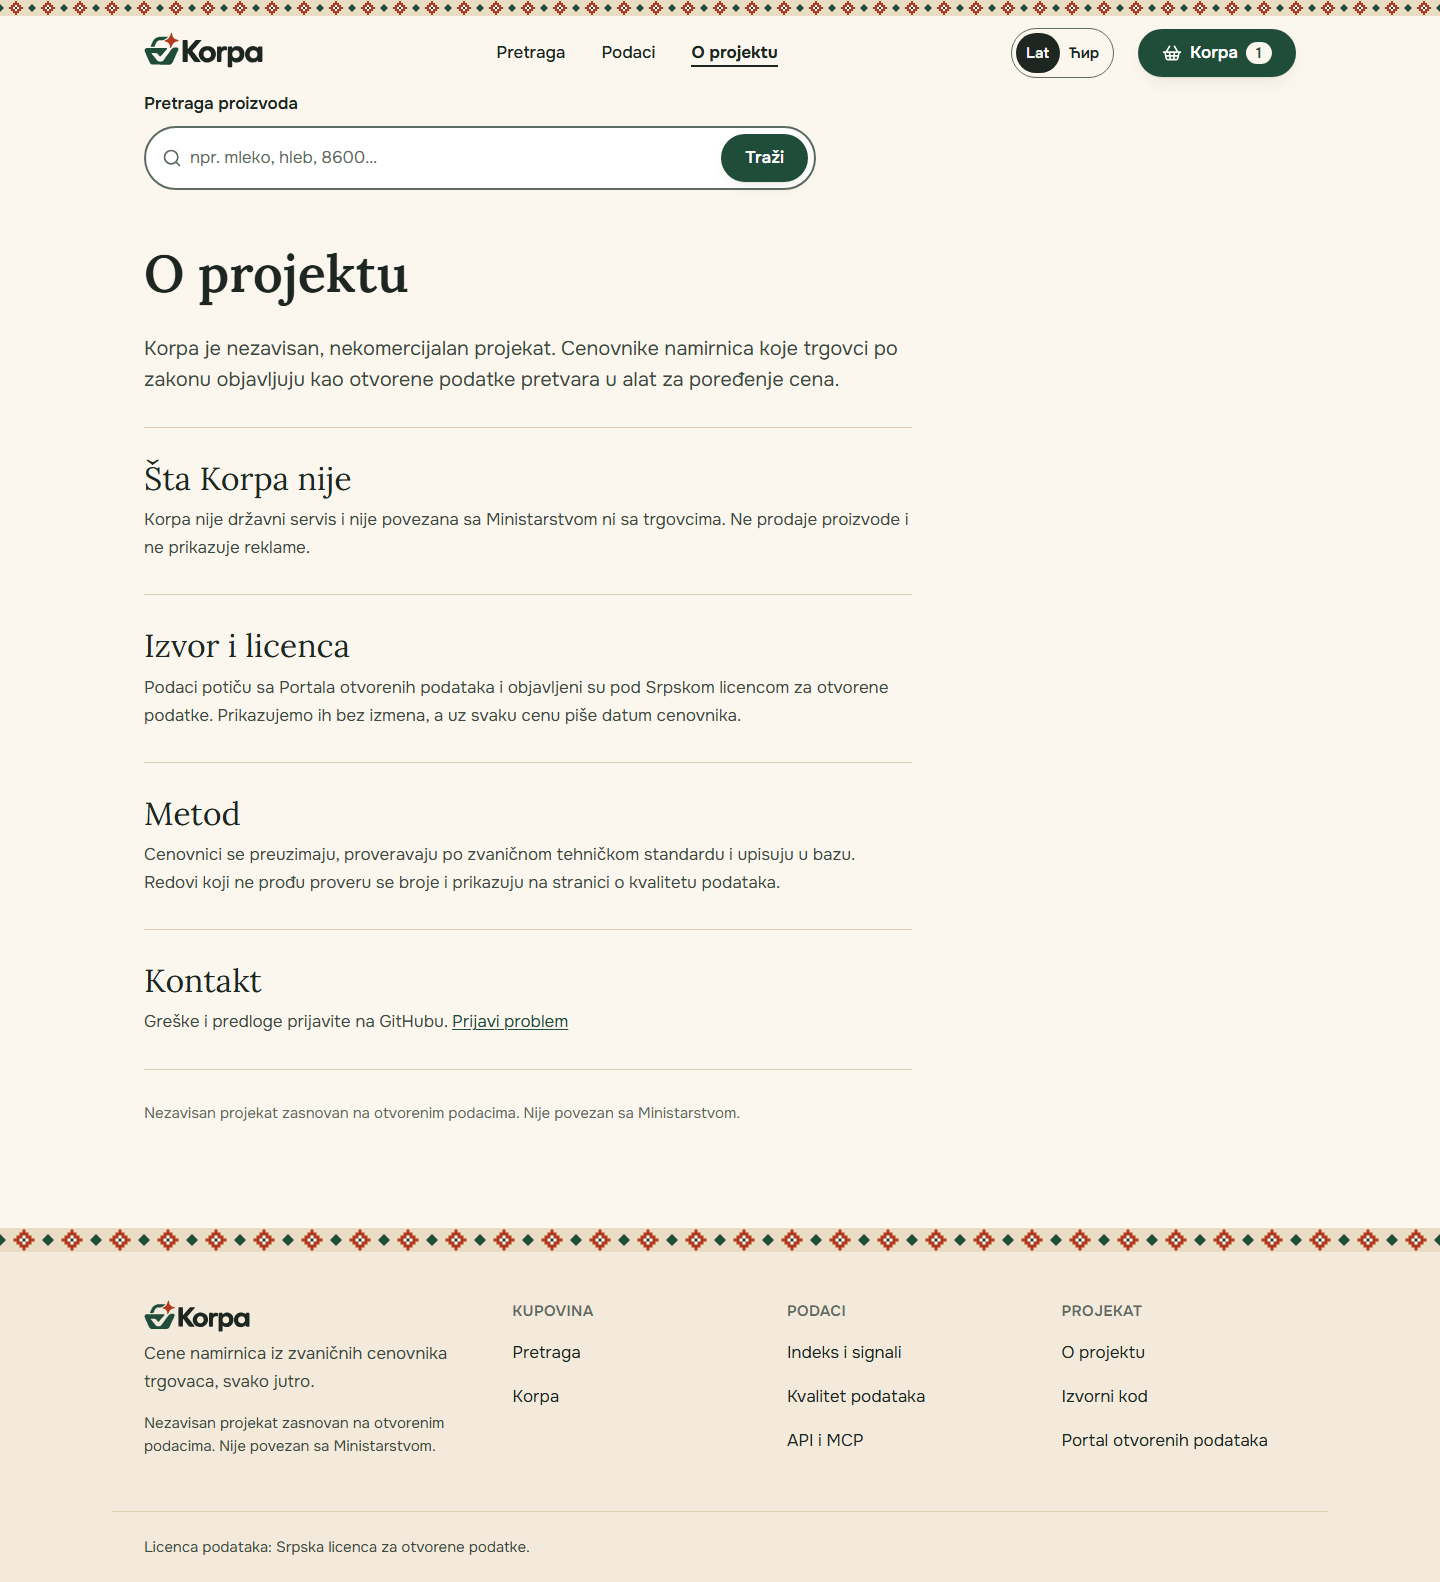 Korpa
Pretraga
Podaci
O projektu
Lat
Ћир
Korpa 1
Pretraga proizvoda
npr. mleko, hleb, 8600...
Traži
O projektu
Korpa je nezavisan, nekomercijalan projekat. Cenovnike namirnica koje trgovci po
zakonu objavljuju kao otvorene podatke pretvara u alat za poređenje cena.
Šta Korpa nije
Korpa nije državni servis i nije povezana sa Ministarstvom ni sa trgovcima. Ne prodaje proizvode i
ne prikazuje reklame.
Izvor i licenca
Podaci potiču sa Portala otvorenih podataka i objavljeni su pod Srpskom licencom za otvorene
podatke. Prikazujemo ih bez izmena, a uz svaku cenu piše datum cenovnika.
Metod
Cenovnici se preuzimaju, proveravaju po zvaničnom tehničkom standardu i upisuju u bazu.
Redovi koji ne prođu proveru se broje i prikazuju na stranici o kvalitetu podataka.
Kontakt
Greške i predloge prijavite na GitHubu. Prijavi problem
Nezavisan projekat zasnovan na otvorenim podacima. Nije povezan sa Ministarstvom.
Korpa
Cene namirnica iz zvaničnih cenovnika
trgovaca, svako jutro.
Nezavisan projekat zasnovan na otvorenim
podacima. Nije povezan sa Ministarstvom.
KUPOVINA
Pretraga
Korpa
PODACI
Indeks i signali
Kvalitet podataka
API i MCP
PROJEKAT
O projektu
Izvorni kod
Portal otvorenih podataka
Licenca podataka: Srpska licenca za otvorene podatke.